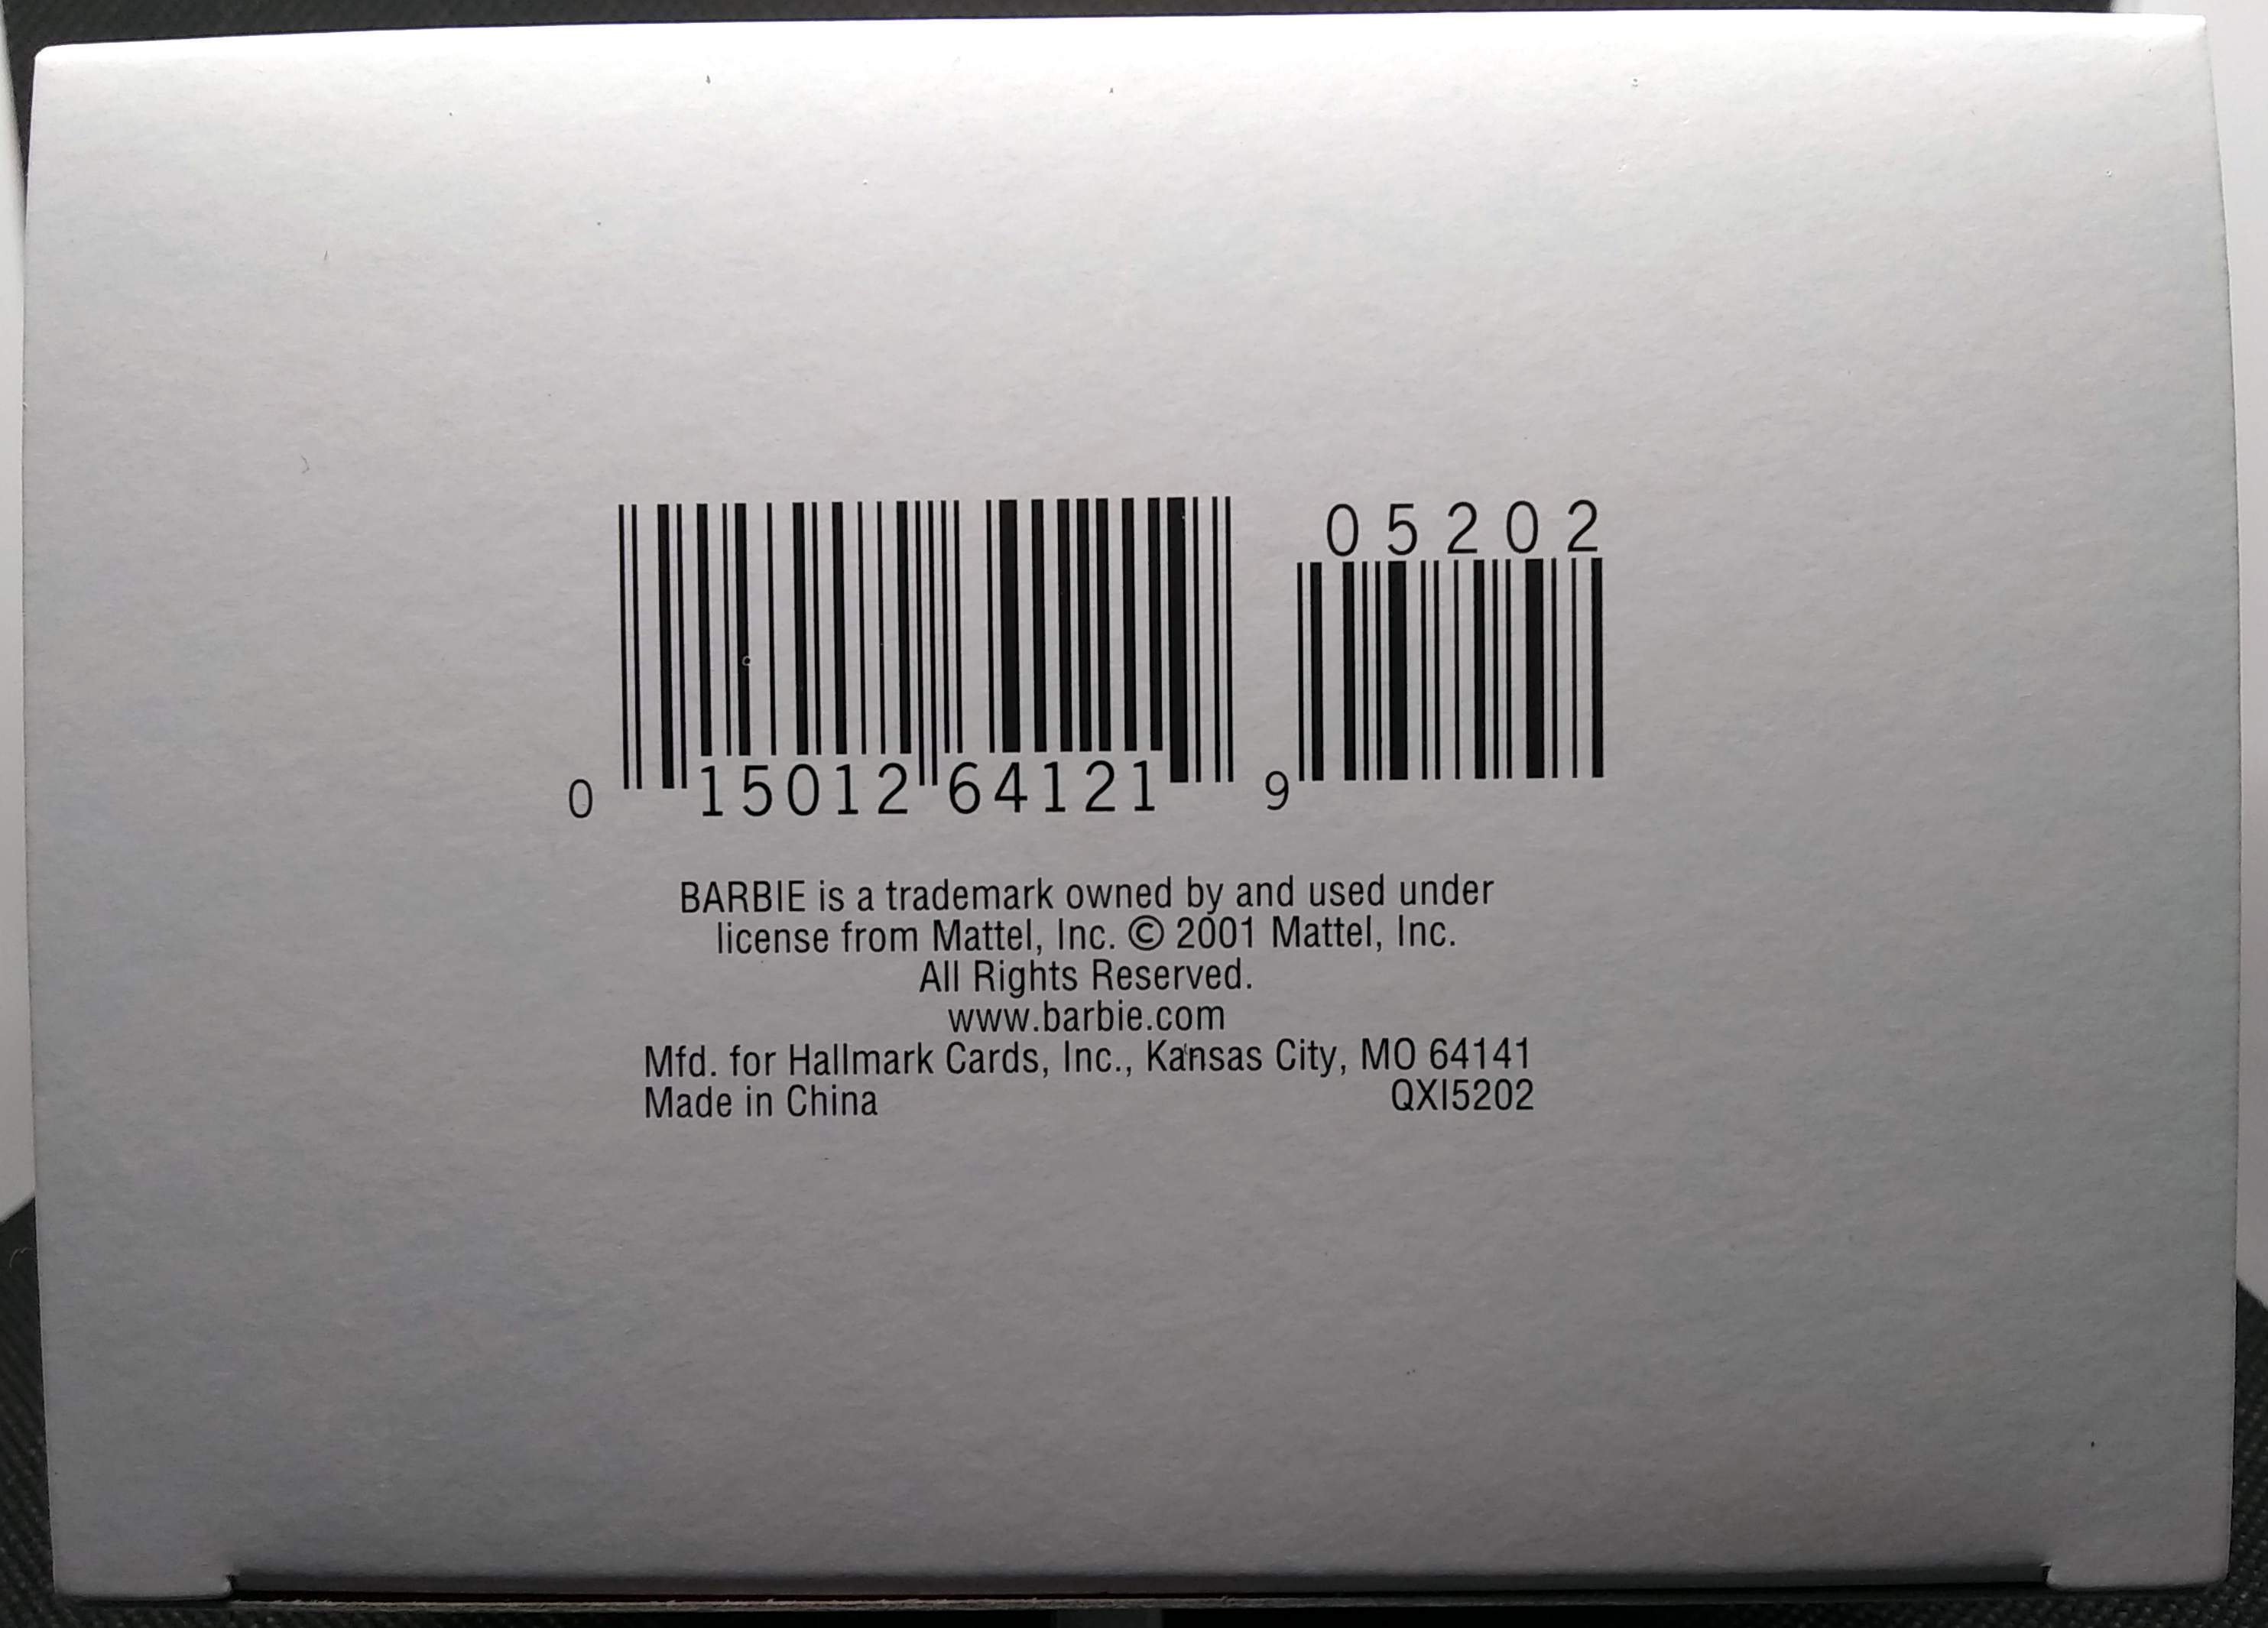 05202
0 15012 64121 9
BARBIE is a trademark owned by and used under
license from Mattel, Inc. © 2001 Mattel, Inc.
All Rights Reserved.
www.barbie.com
Mfd. for Hallmark Cards, Inc., Kansas City, MO 64141
Made in China QXI5202